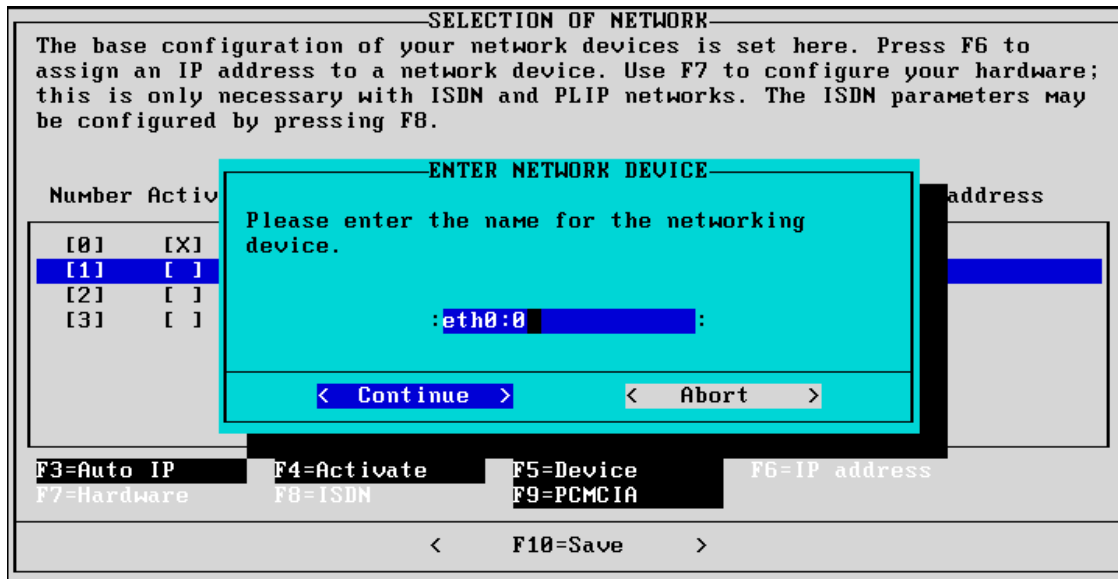 SELECTION OF NETWORK
The base configuration of your network devices is set here. Press F6 to
assign an IP address to a network device. Use F7 to configure your hardware;
this is only necessary with ISDN and PLIP networks. The ISDN parameters may
be configured by pressing F8.
ENTER NETWORK DEVICE
Number Activ address
Please enter the name for the networking
[0] [X] device.
[1] [ ]
[2] [ ]
[3] [ ] :eth0:0 :
< Continue > < Abort >
F3=Auto IP F4=Activate F5=Device F6=IP address
F7=Hardware F8=ISDN F9=PCMCIA
< F10=Save >